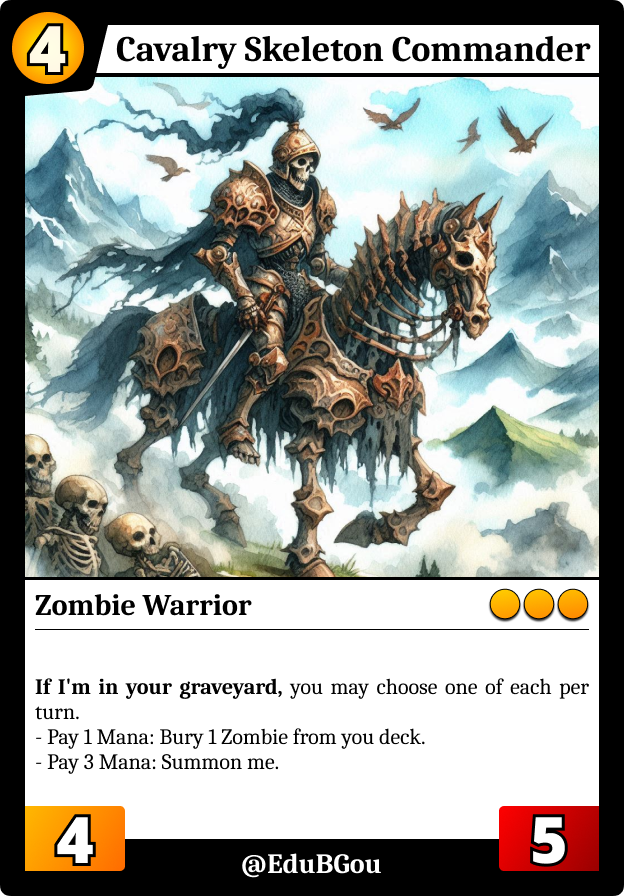 4
Cavalry Skeleton Commander
Zombie Warrior
If I'm in your graveyard, you may choose one of each per
turn.
- Pay 1 Mana: Bury 1 Zombie from you deck.
- Pay 3 Mana: Summon me.
4
@EduBGou
5